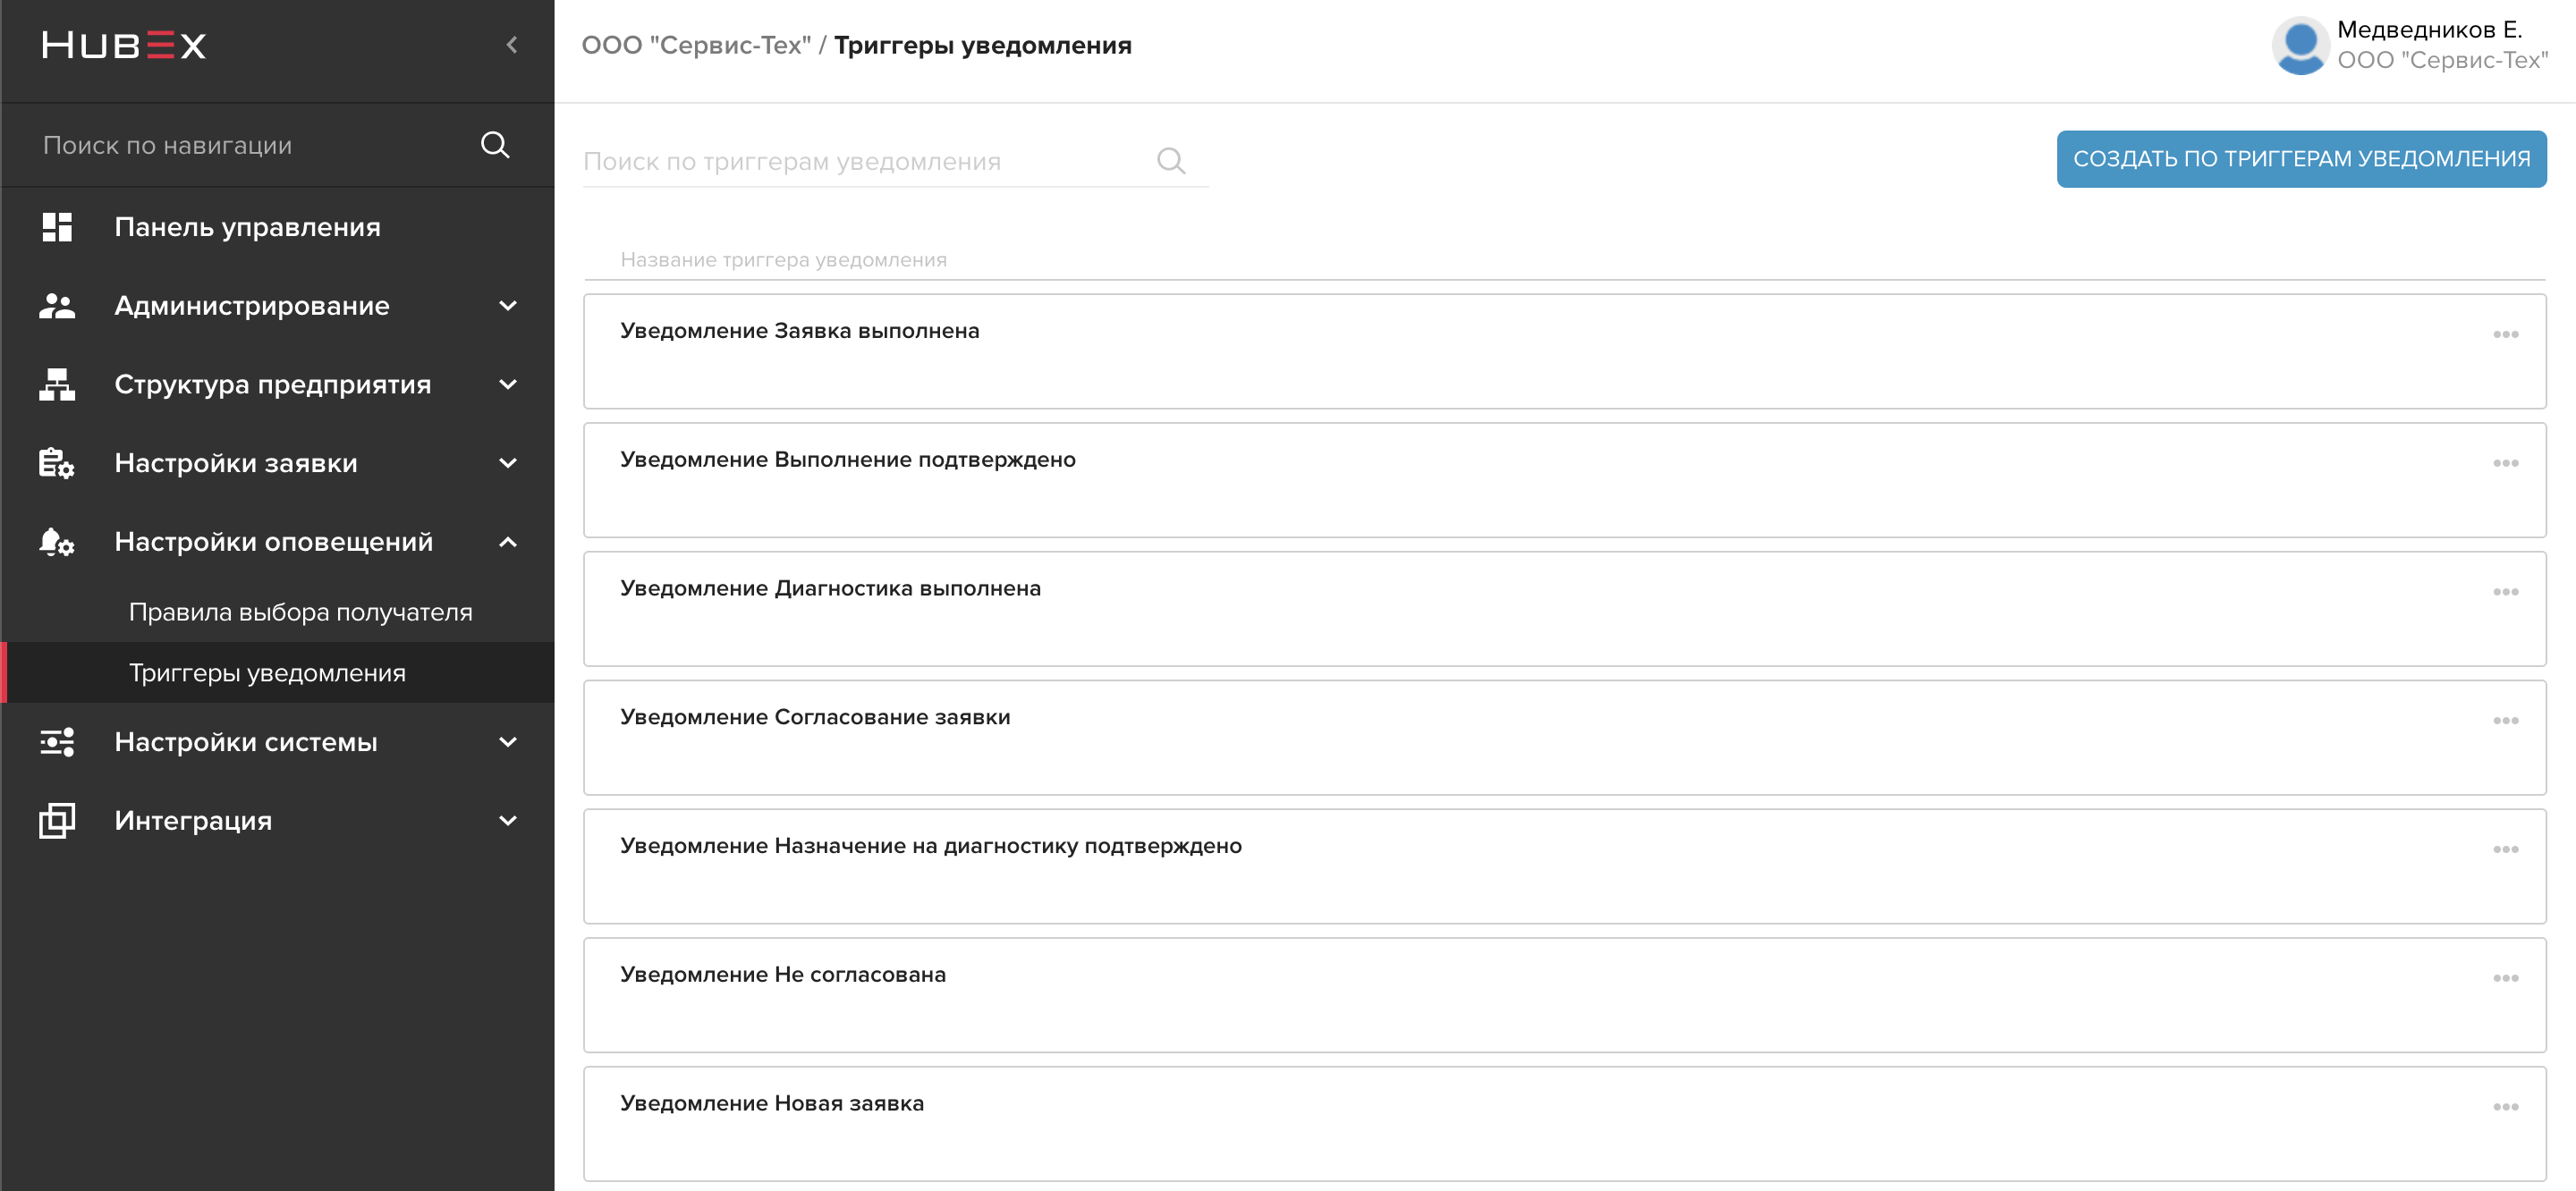 HUBEX
Поиск по навигации
Панель управления
Администрирование
Структура предприятия
Настройки заявки
Настройки оповещений
Правила выбора получателя
Триггеры уведомления
Настройки системы
Интеграция
ООО "Сервис-Тех" / Триггеры уведомления
Медведников Е.
ООО "Сервис-Тех"
Поиск по триггерам уведомления
СОЗДАТЬ ПО ТРИГГЕРАМ УВЕДОМЛЕНИЯ
Название триггера уведомления
Уведомление Заявка выполнена
Уведомление Выполнение подтверждено
Уведомление Диагностика выполнена
Уведомление Согласование заявки
Уведомление Назначение на диагностику подтверждено
Уведомление Не согласована
Уведомление Новая заявка